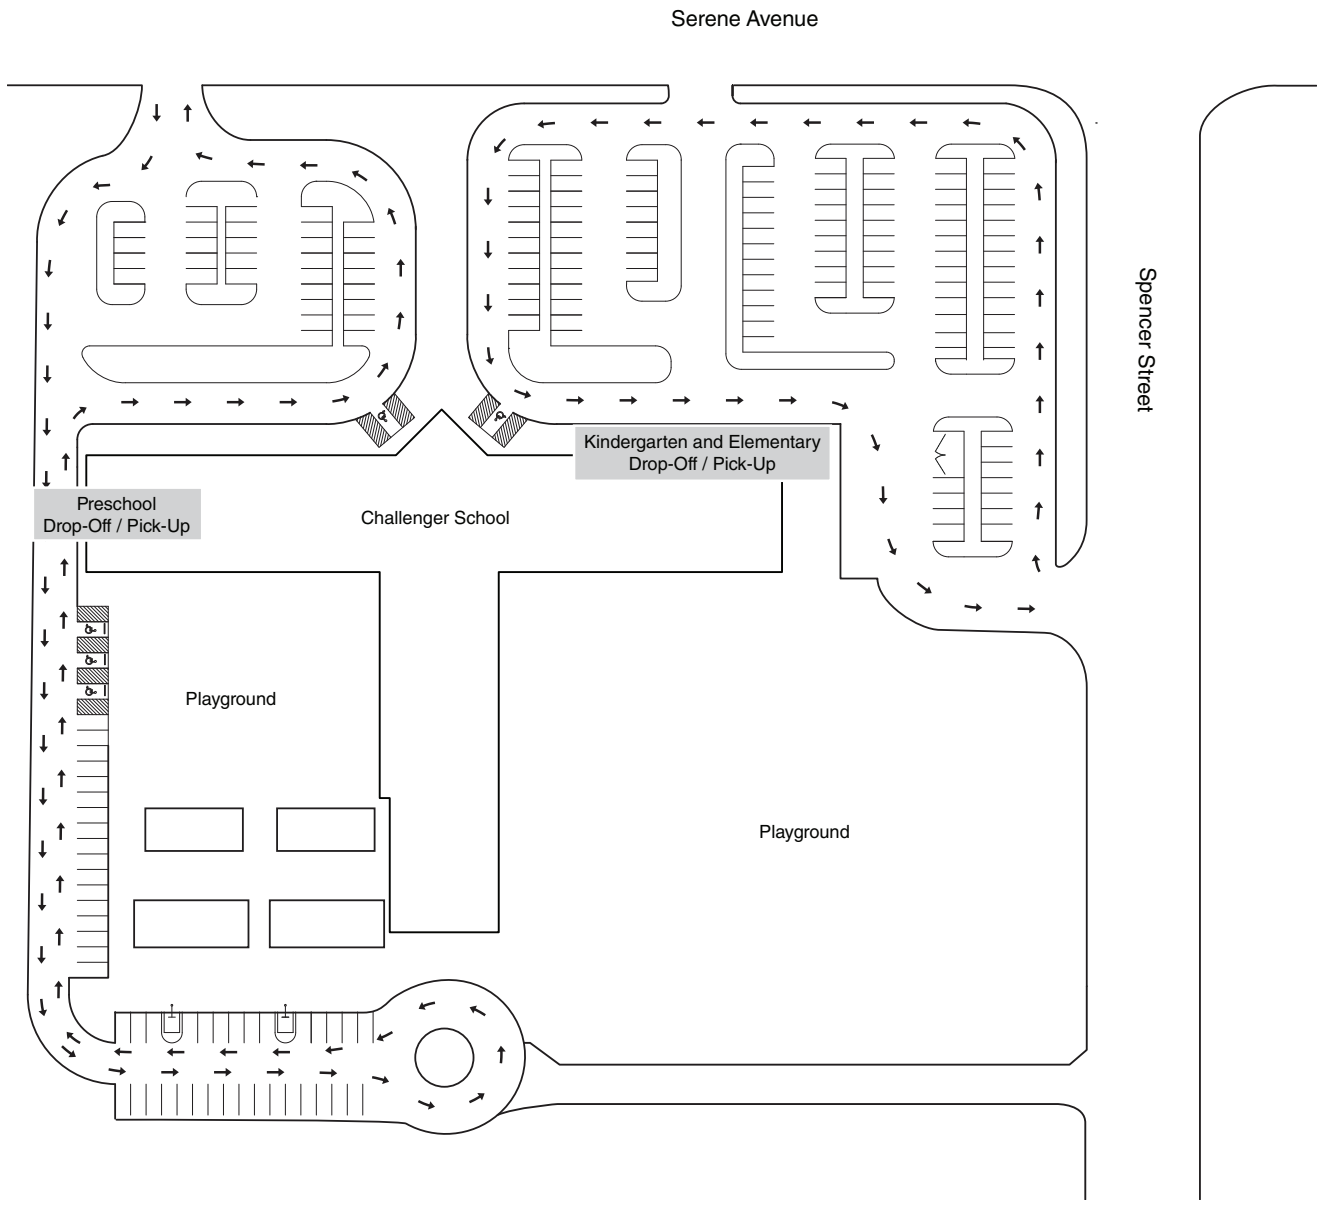 Serene Avenue
Spencer Street
Kindergarten and Elementary
Drop-Off / Pick-Up
Preschool
Drop-Off / Pick-Up
Challenger School
Playground
Playground